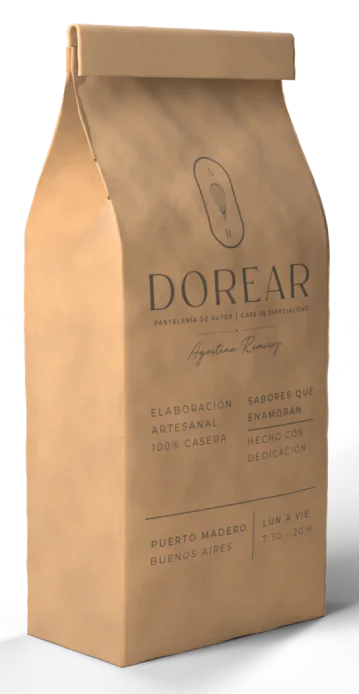 DOREAR
PASTELERÍA DE AUTOR | CAFÉ DE ESPECIALIDAD
Agostina Ramirez
ELABORACIÓN
ARTESANAL,
100% CASERA
SABORES QUE
ENAMORAN
HECHO CON
DEDICACIÓN
PUERTO MADERO
BUENOS AIRES
LUN A VIE
7:30 - 20 H